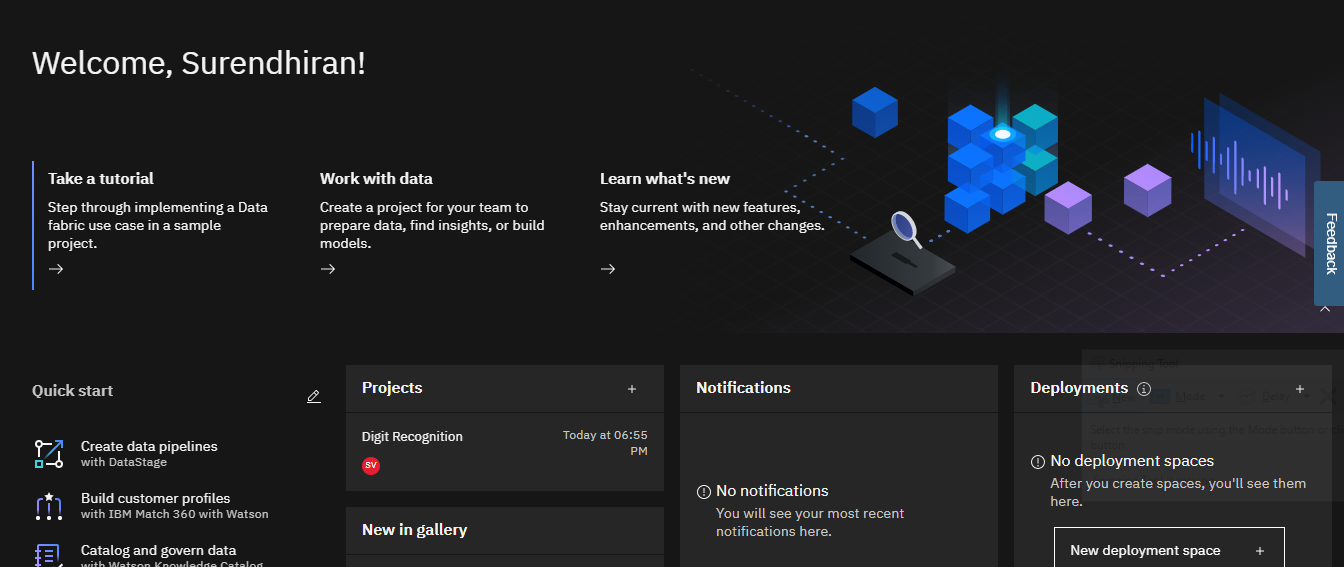 Welcome, Surendhiran!
Take a tutorial
Step through implementing a Data
fabric use case in a sample
project.
Work with data
Create a project for your team to
prepare data, find insights, or build
models.
Learn what's new
Stay current with new features,
enhancements, and other changes.
Feedback
Quick start
Create data pipelines
with DataStage
Build customer profiles
with IBM Match 360 with Watson
Catalog and govern data
with Watson Knowledge Catalog
Projects
Digit Recognition
Today at 06:55
PM
SV
New in gallery
Notifications
No notifications
You will see your most recent
notifications here.
Snipping Tool
Mode
Delay
Select the snip mode using the Mode button or
button.
Deployments
No deployment spaces
After you create spaces, you'll see them
here.
New deployment space